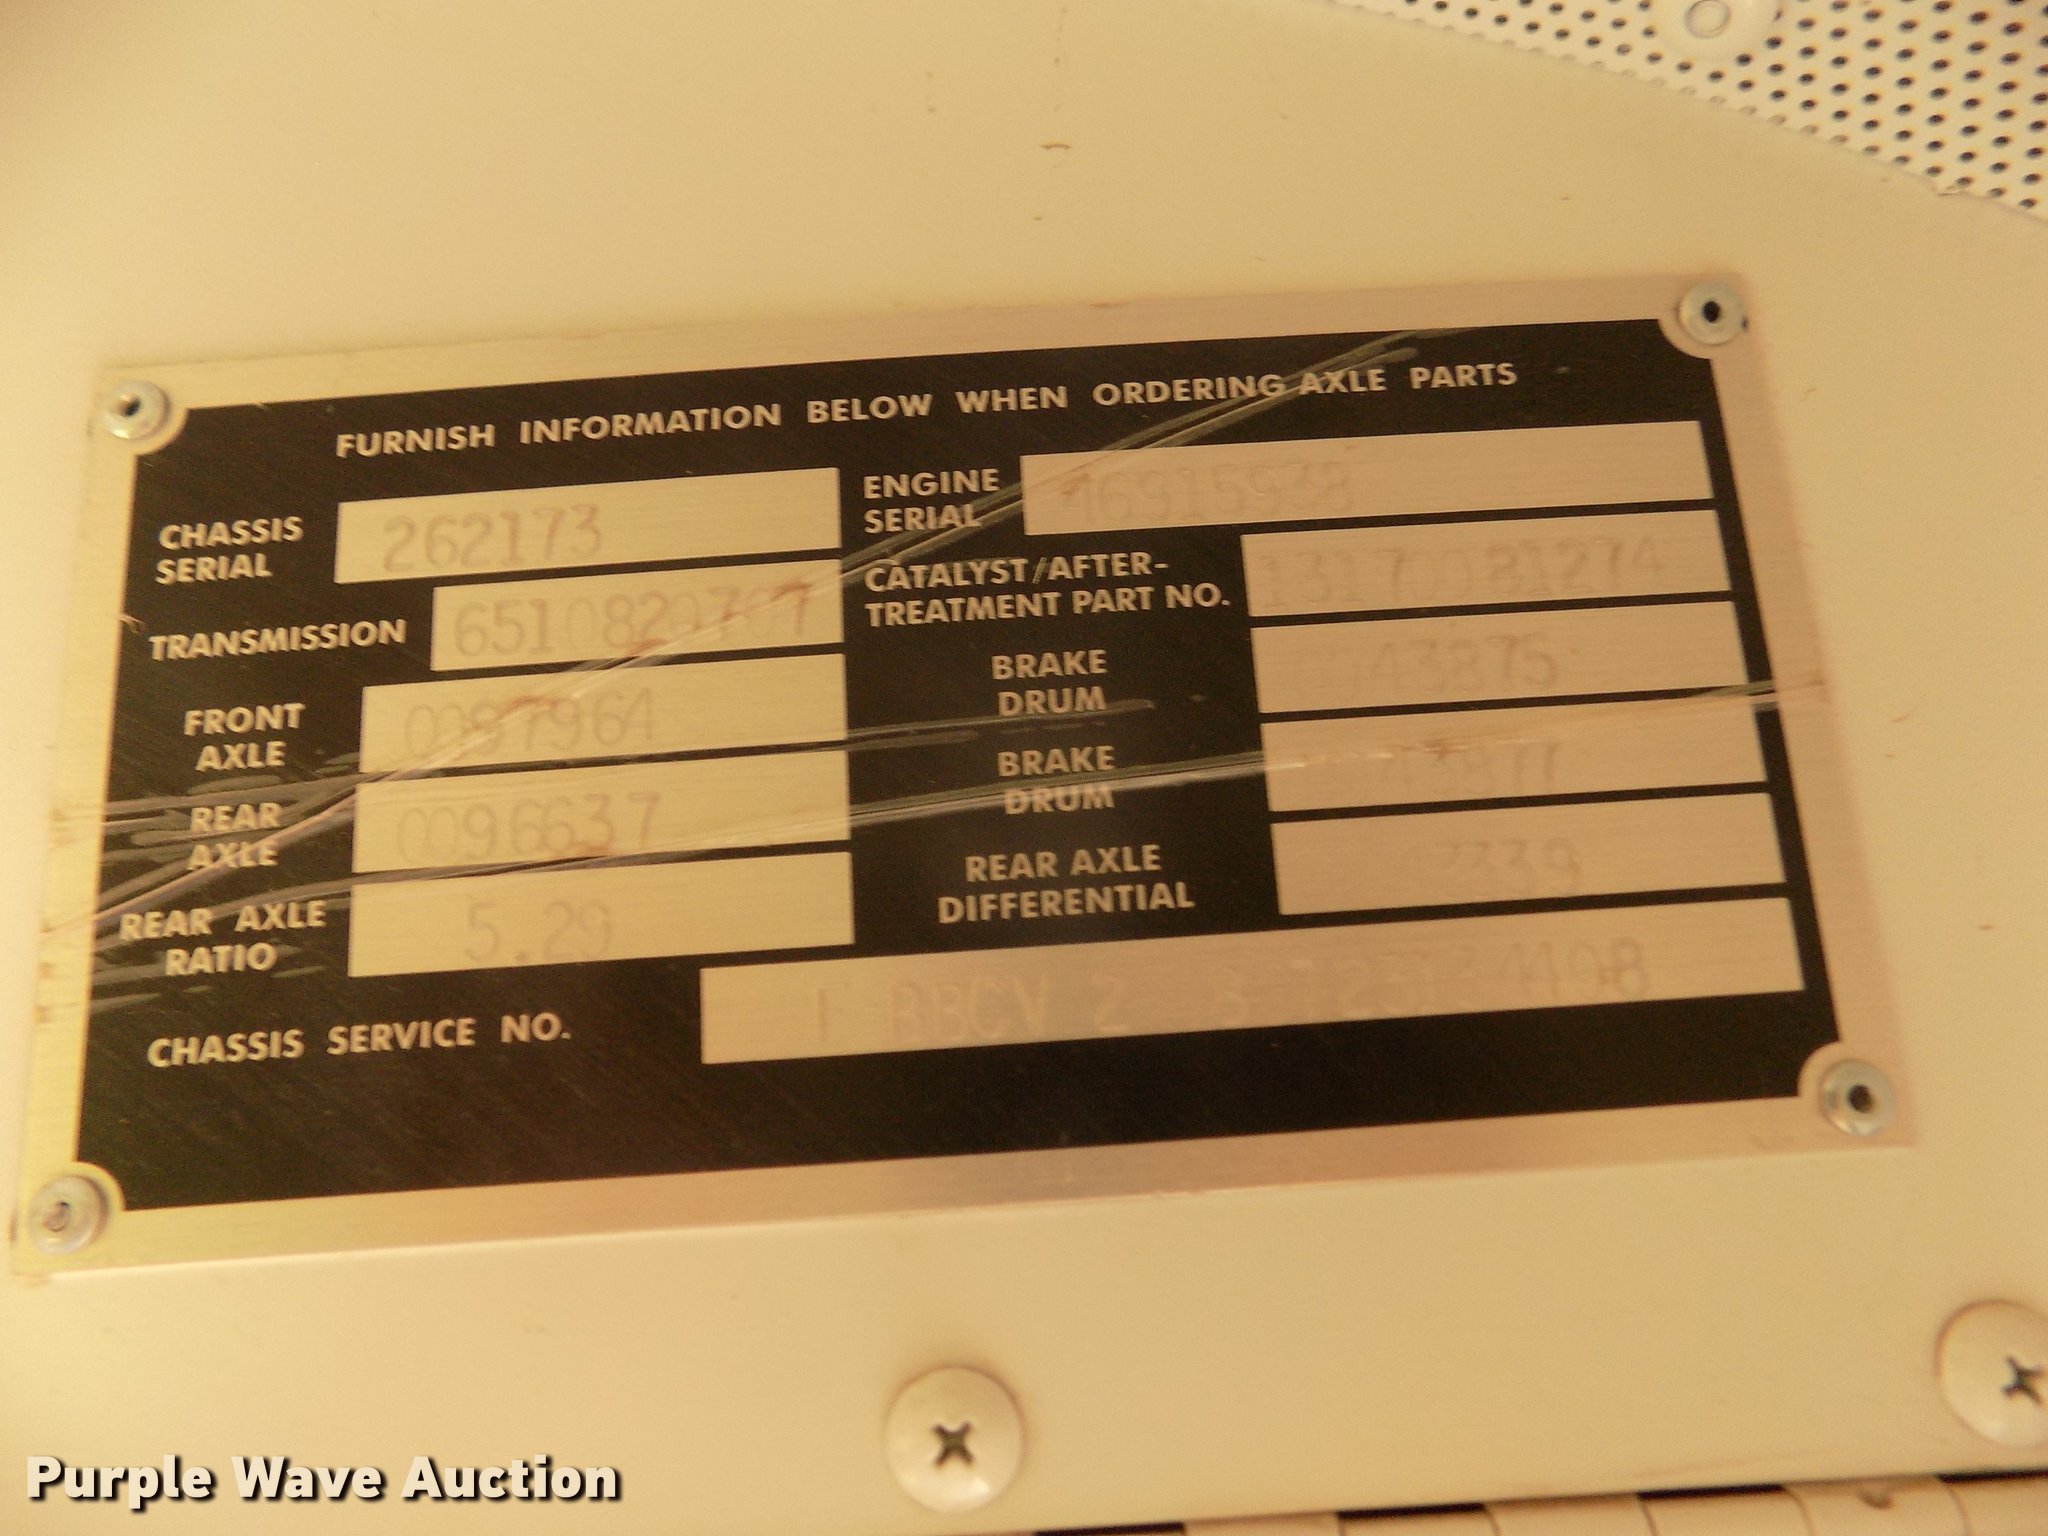 FURNISH INFORMATION BELOW WHEN ORDERING AXLE PARTS
CHASSIS SERIAL 262173
TRANSMISSION
FRONT AXLE 0097964
REAR AXLE 0096637
REAR AXLE RATIO 5.29
ENGINE SERIAL 46915938
CATALYST/AFTER-
TREATMENT PART NO.
BRAKE DRUM
BRAKE DRUM
REAR AXLE DIFFERENTIAL
CHASSIS SERVICE NO.
Purple Wave Auction